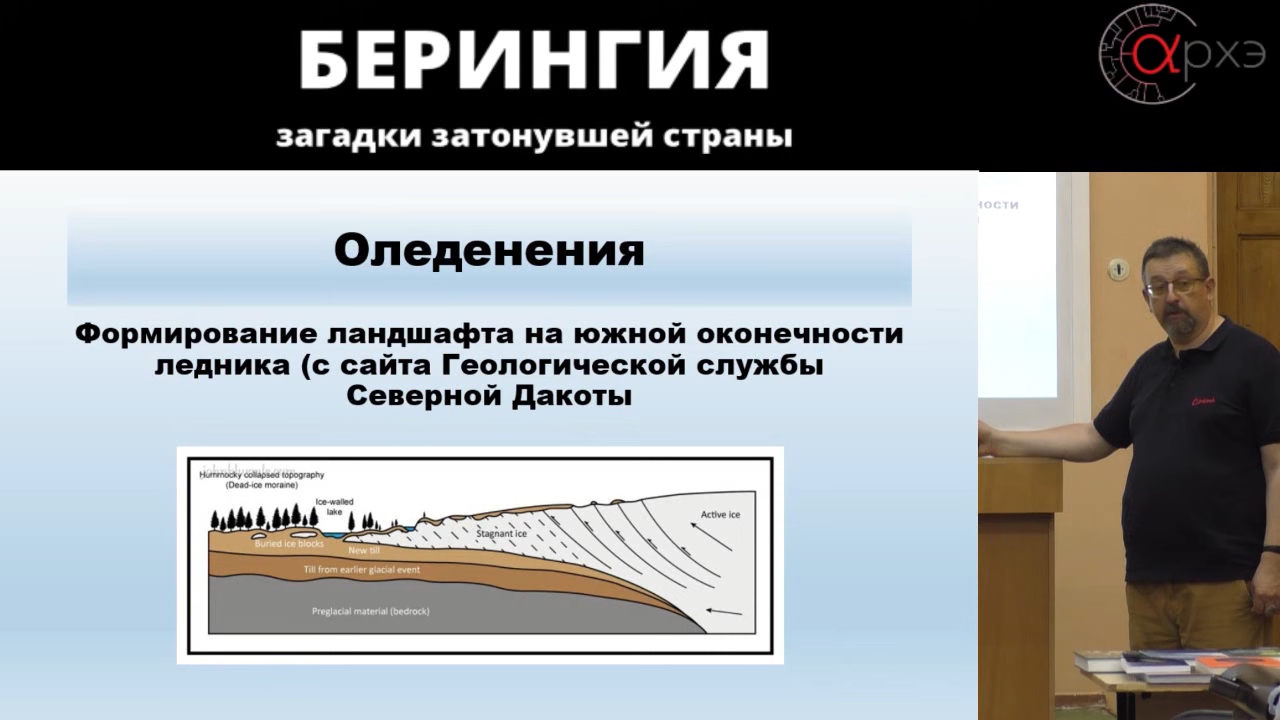 БЕРИНГИЯ
загадки затонувшей страны
αрхэ
Оледенения
Формирование ландшафта на южной оконечности
ледника (с сайта Геологической службы
Северной Дакоты
Hummocky collapsed topography
(Dead-ice moraine)
Ice-walled
lake
Active ice
Stagnant ice
Buried ice blocks
New till
Till from earlier glacial event
Preglacial material (bedrock)
ности